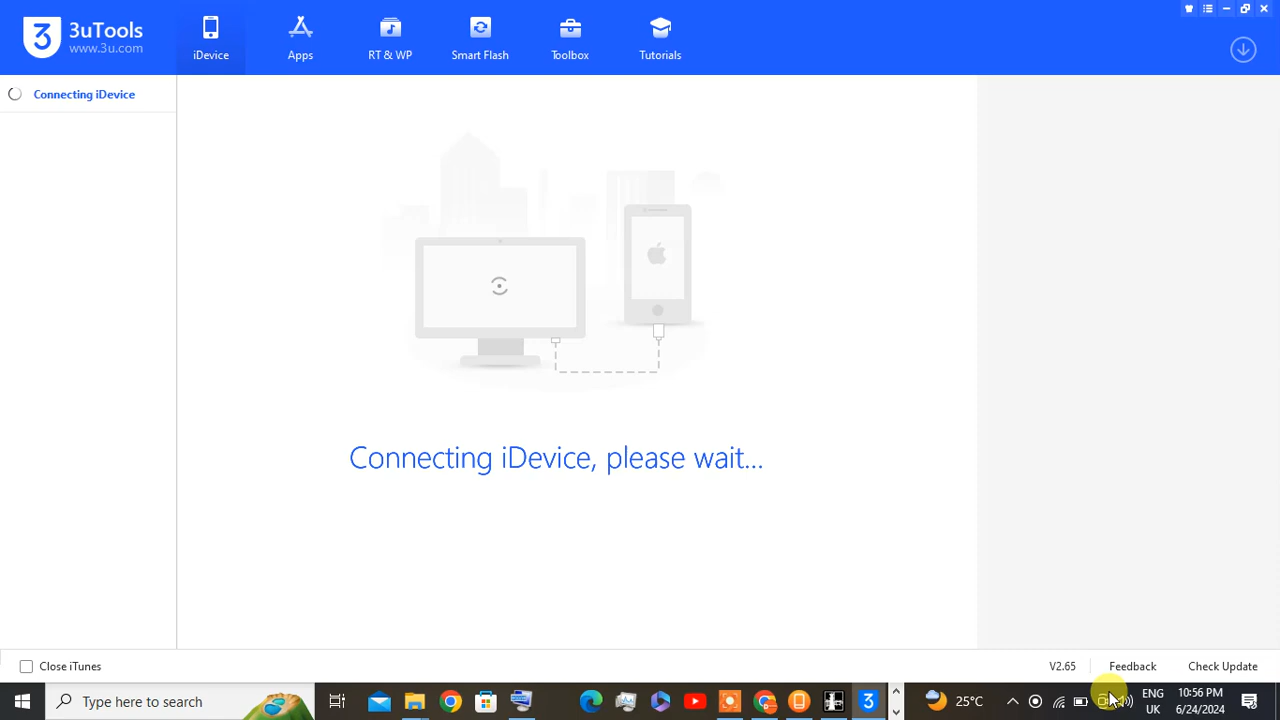 3 3uTools
www.3u.com
iDevice
Apps
RT & WP
Smart Flash
Toolbox
Tutorials
Connecting iDevice
Connecting iDevice, please wait...
Close iTunes
V2.65
Feedback
Check Update
Type here to search
3
25°C
ENG
UK
10:56 PM
6/24/2024